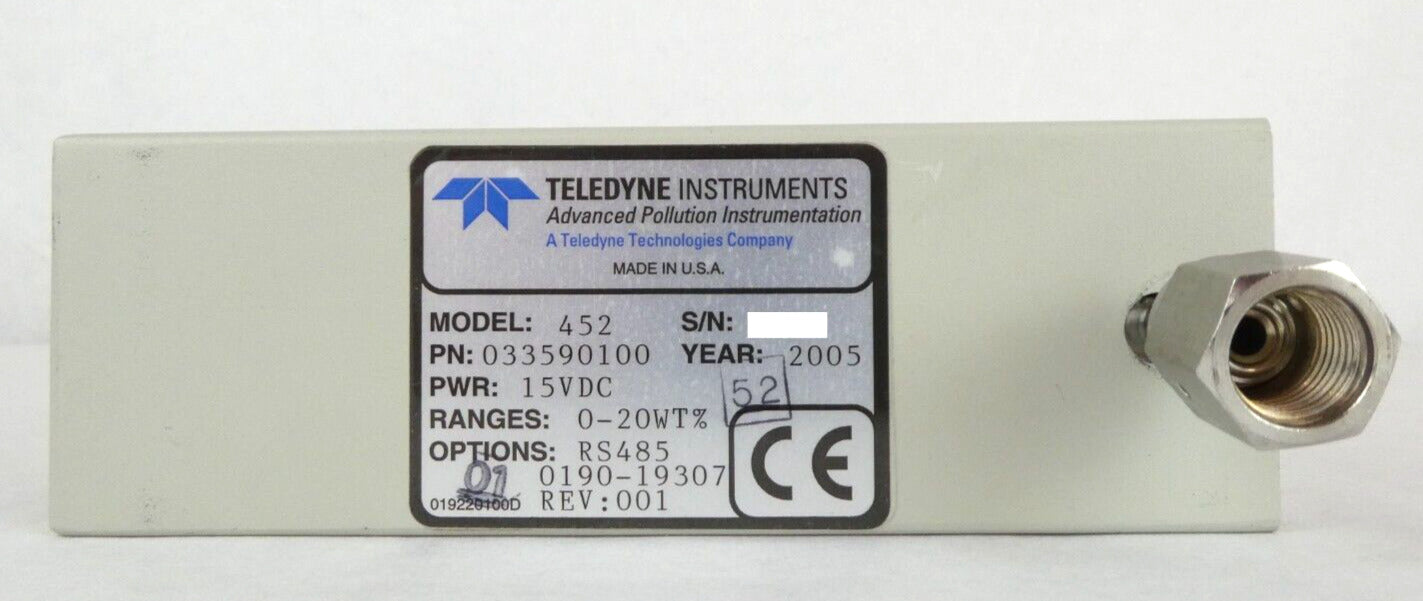 TELEDYNE INSTRUMENTS
Advanced Pollution Instrumentation
A Teledyne Technologies Company
MADE IN U.S.A.
MODEL: 452 S/N:
PN: 033590100 YEAR: 2005
PWR: 15VDC 52
RANGES: 0-20WT%
OPTIONS: RS485
01 0190-19307
019220100D REV:001
CE